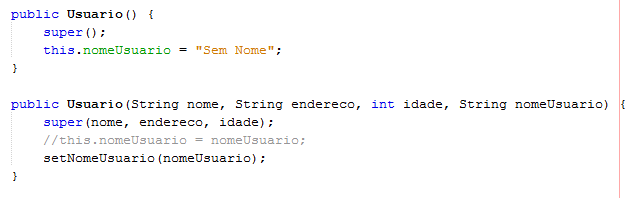 public Usuario() {
    super();
    this.nomeUsuario = "Sem Nome";
}

public Usuario(String nome, String endereco, int idade, String nomeUsuario) {
    super(nome, endereco, idade);
    //this.nomeUsuario = nomeUsuario;
    setNomeUsuario(nomeUsuario);
}